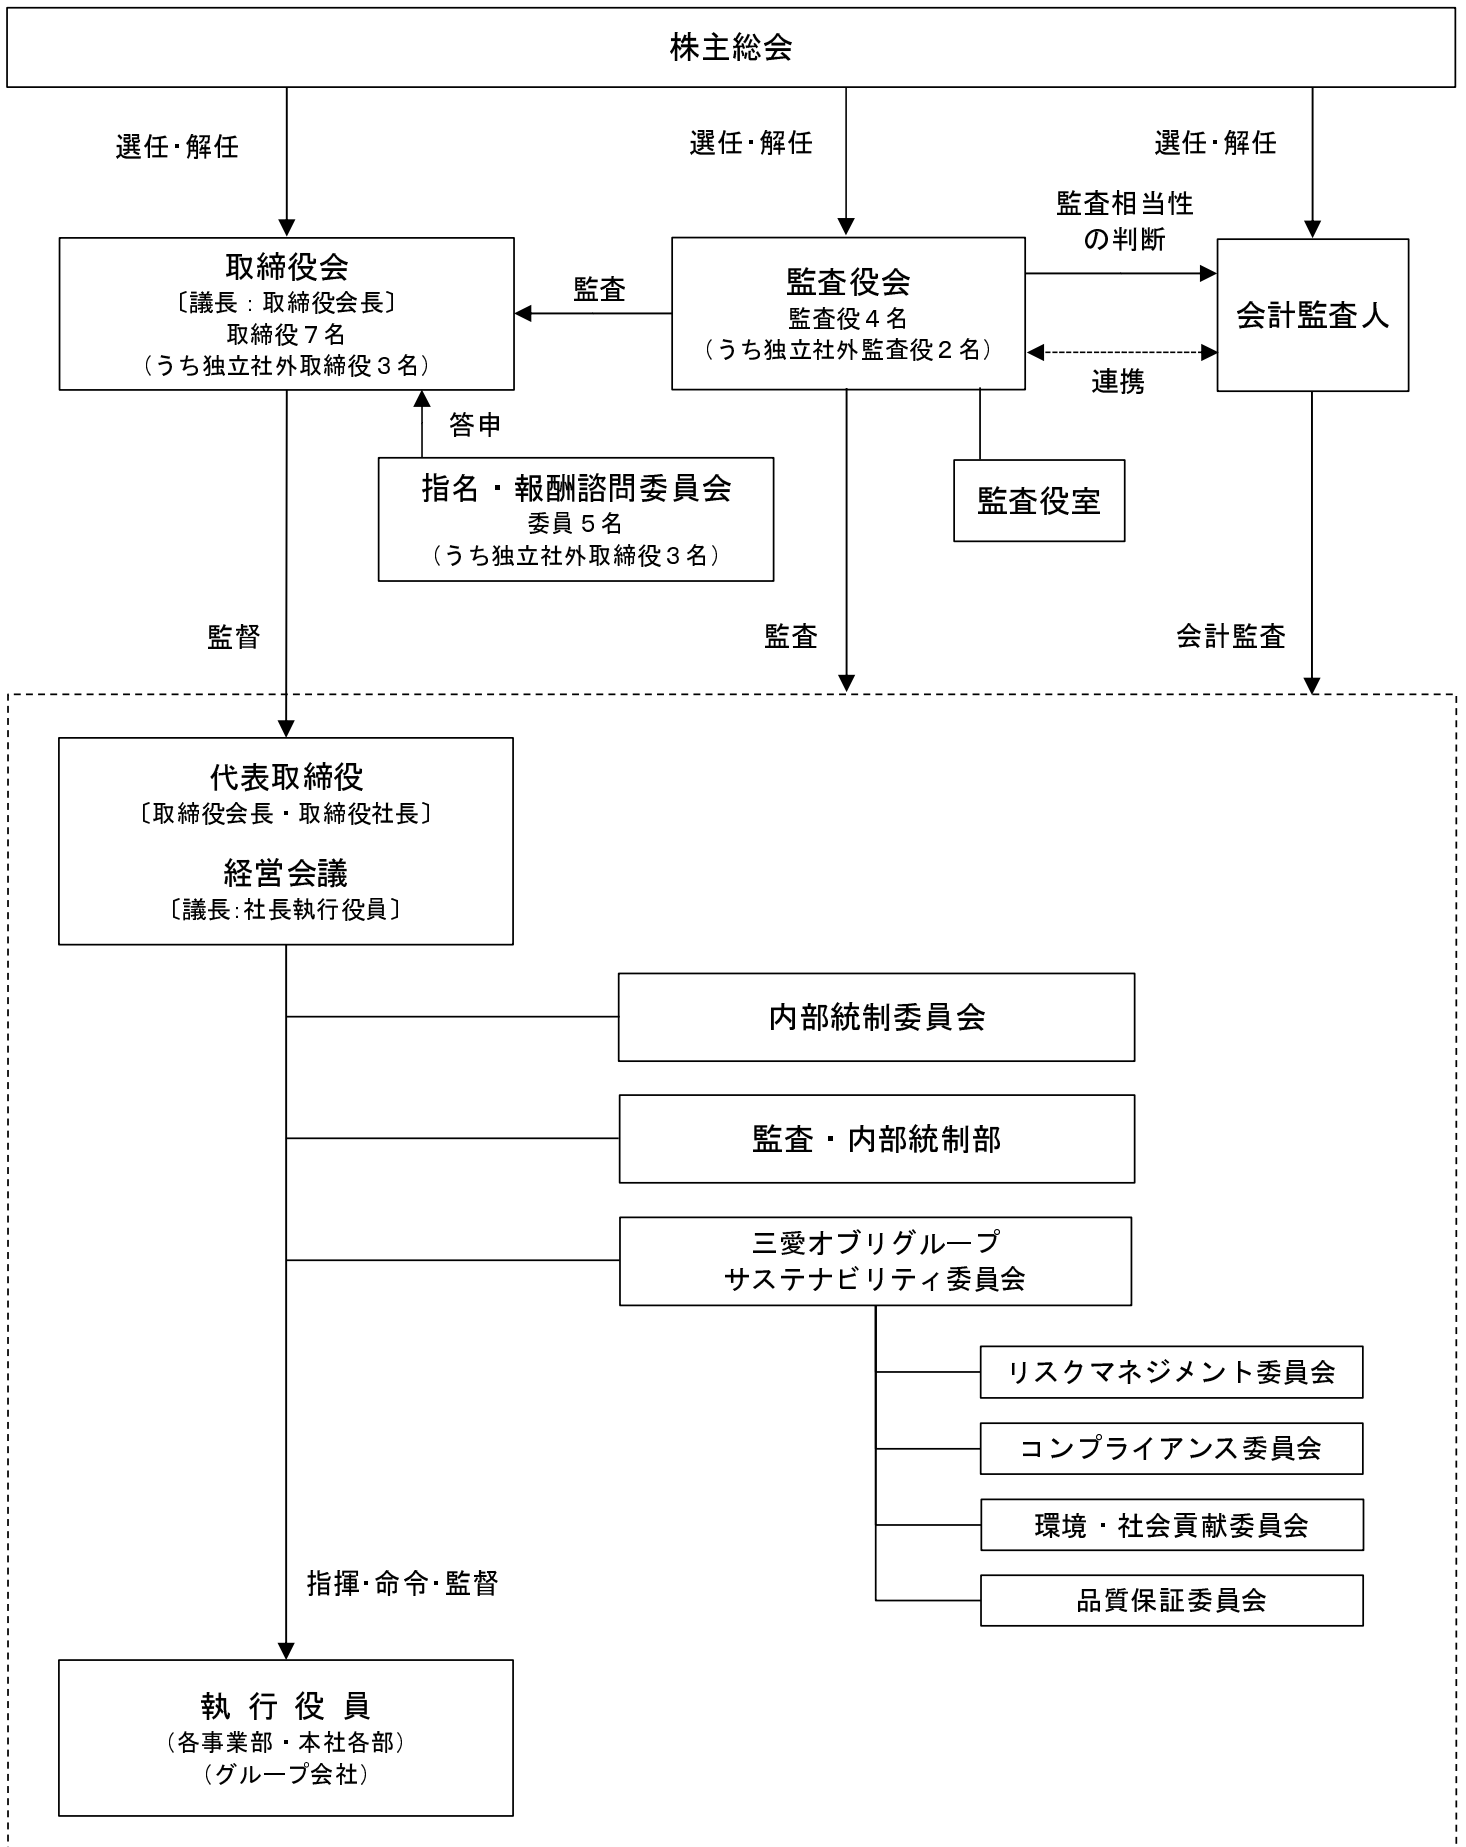 株主総会
選任・解任
選任・解任
選任・解任
監査相当性
の判断
取締役会
〔議長：取締役会長〕
取締役７名
（うち独立社外取締役３名）
監査
監査役会
監査役４名
（うち独立社外監査役２名）
会計監査人
連携
答申
指名・報酬諮問委員会
委員５名
（うち独立社外取締役３名）
監査役室
監督
監査
会計監査
代表取締役
〔取締役会長・取締役社長〕
経営会議
〔議長：社長執行役員〕
内部統制委員会
監査・内部統制部
三愛オブリグループ
サステナビリティ委員会
リスクマネジメント委員会
コンプライアンス委員会
環境・社会貢献委員会
品質保証委員会
指揮・命令・監督
執行役員
（各事業部・本社各部）
（グループ会社）